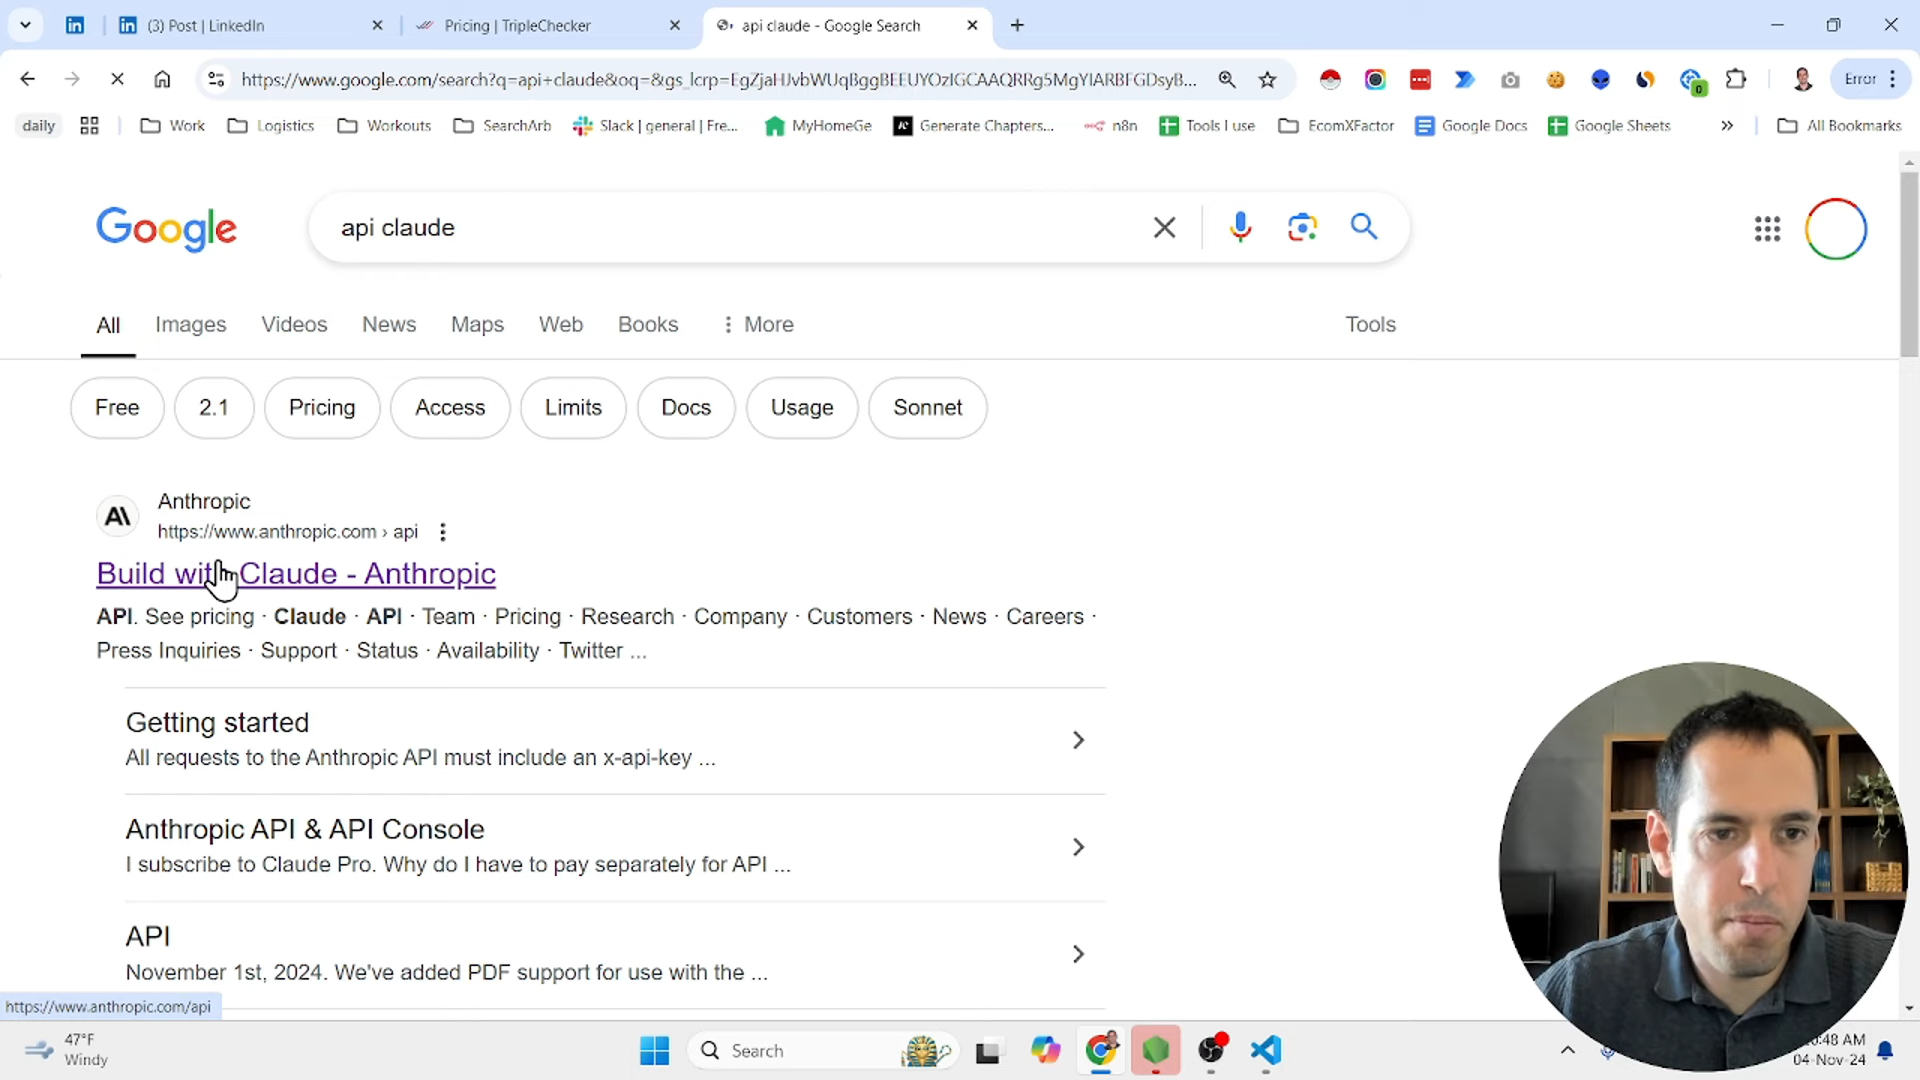 (3) Post | LinkedIn
Pricing | TripleChecker
api claude - Google Search
https://www.google.com/search?q=api+claude&oq=&gs_lcrp=EgZjaHJvbWUqBggBEEUYOzIGCAAQRRg5MgYIARBFGDsyB...
Error
daily
Work
Logistics
Workouts
SearchArb
Slack | general | Fre...
MyHomeGe
Generate Chapters...
n8n
Tools I use
EcomXFactor
Google Docs
Google Sheets
All Bookmarks
Google
api claude
All
Images
Videos
News
Maps
Web
Books
More
Tools
Free
2.1
Pricing
Access
Limits
Docs
Usage
Sonnet
Anthropic
https://www.anthropic.com › api
Build with Claude - Anthropic
API. See pricing · Claude · API · Team · Pricing · Research · Company · Customers · News · Careers ·
Press Inquiries · Support · Status · Availability · Twitter ...
Getting started
All requests to the Anthropic API must include an x-api-key ...
Anthropic API & API Console
I subscribe to Claude Pro. Why do I have to pay separately for API ...
API
November 1st, 2024. We've added PDF support for use with the ...
https://www.anthropic.com/api
47°F
Windy
Search
:48 AM
04-Nov-24